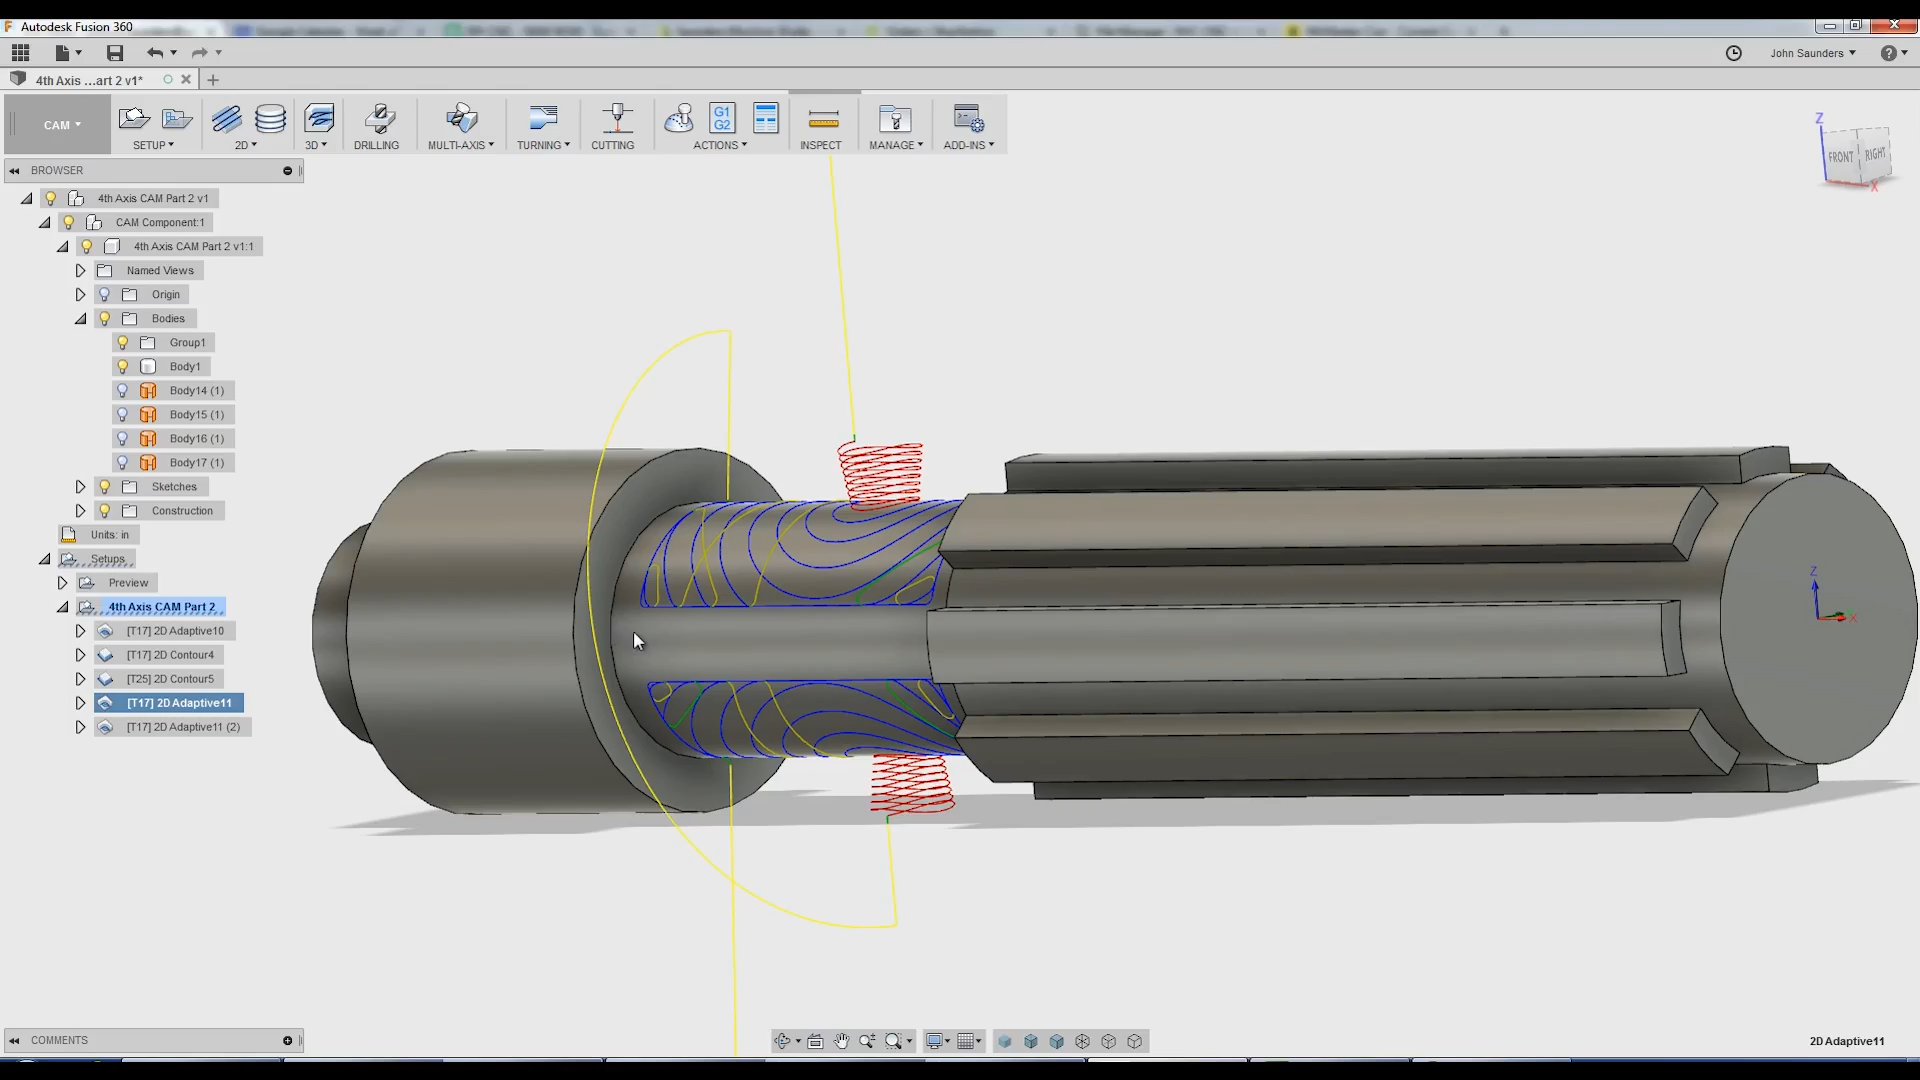 Autodesk Fusion 360
John Saunders
4th Axis ...art 2 v1*
CAM
SETUP
2D
3D
DRILLING
MULTI-AXIS
TURNING
CUTTING
G1
G2
ACTIONS
INSPECT
MANAGE
ADD-INS
Z
FRONT
RIGHT
X
BROWSER
4th Axis CAM Part 2 v1
CAM Component:1
4th Axis CAM Part 2 v1:1
Named Views
Origin
Bodies
Group1
Body1
Body14 (1)
Body15 (1)
Body16 (1)
Body17 (1)
Sketches
Construction
Units: in
Setups
Preview
4th Axis CAM Part 2
[T17] 2D Adaptive10
[T17] 2D Contour4
[T25] 2D Contour5
[T17] 2D Adaptive11
[T17] 2D Adaptive11 (2)
Z
X
COMMENTS
2D Adaptive11